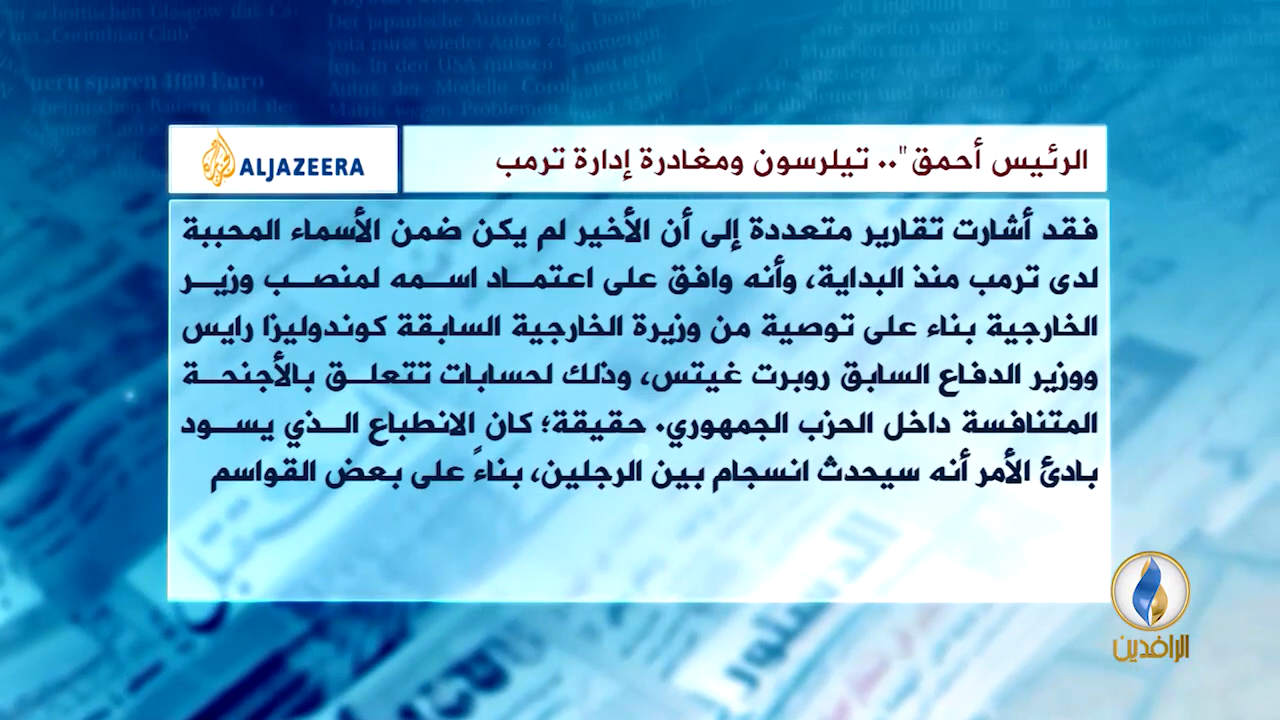 ALJAZEERA
الرئيس أحمق".. تيلرسون ومغادرة إدارة ترمب
فقد أشارت تقارير متعددة إلى أن الأخير لم يكن ضمن الأسماء المحببة
لدى ترمب منذ البداية، وأنه وافق على اعتماد اسمه لمنصب وزير
الخارجية بناء على توصية من وزيرة الخارجية السابقة كوندوليزا رايس
ووزير الدفاع السابق روبرت غيتس، وذلك لحسابات تتعلق بالأجنحة
المتنافسة داخل الحزب الجمهوري. حقيقة؛ كان الانطباع الذي يسود
بادئ الأمر أنه سيحدث انسجام بين الرجلين، بناءً على بعض القواسم
الدستور
الرافدين